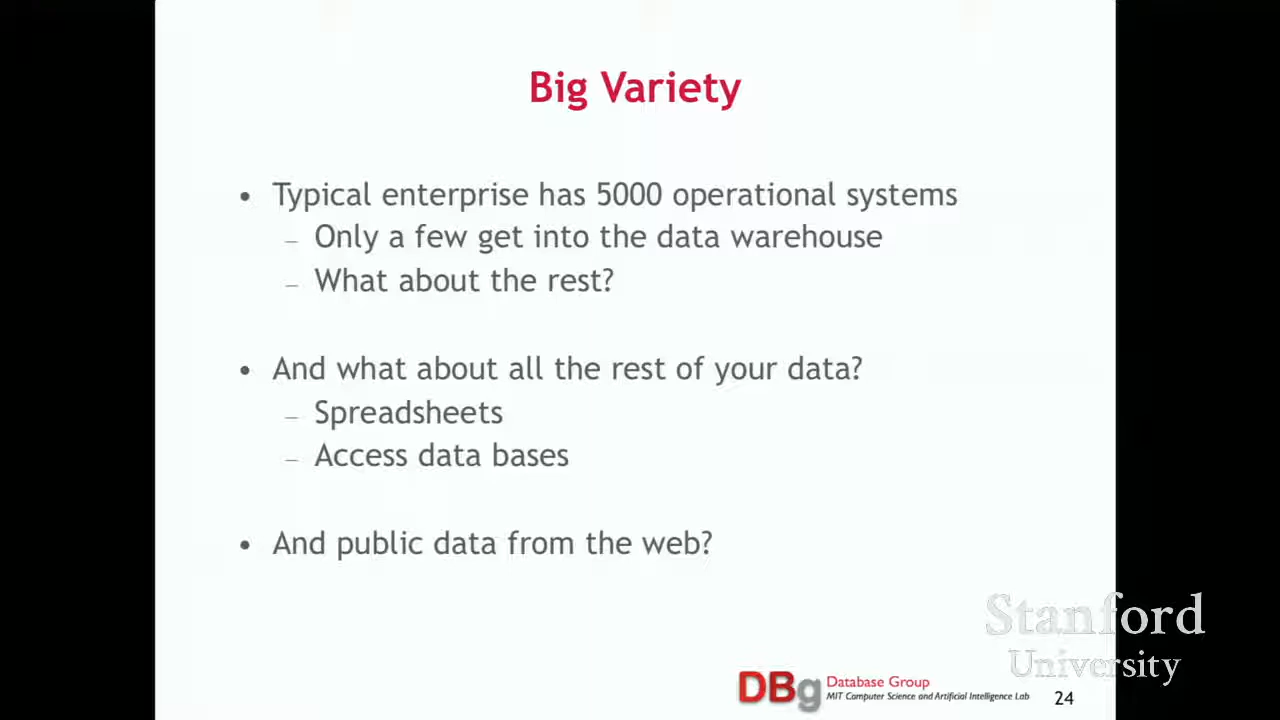 Big Variety
• Typical enterprise has 5000 operational systems
– Only a few get into the data warehouse
– What about the rest?
• And what about all the rest of your data?
– Spreadsheets
– Access data bases
• And public data from the web?
Stanford
University
DBg Database Group
MIT Computer Science and Artificial Intelligence Lab
24